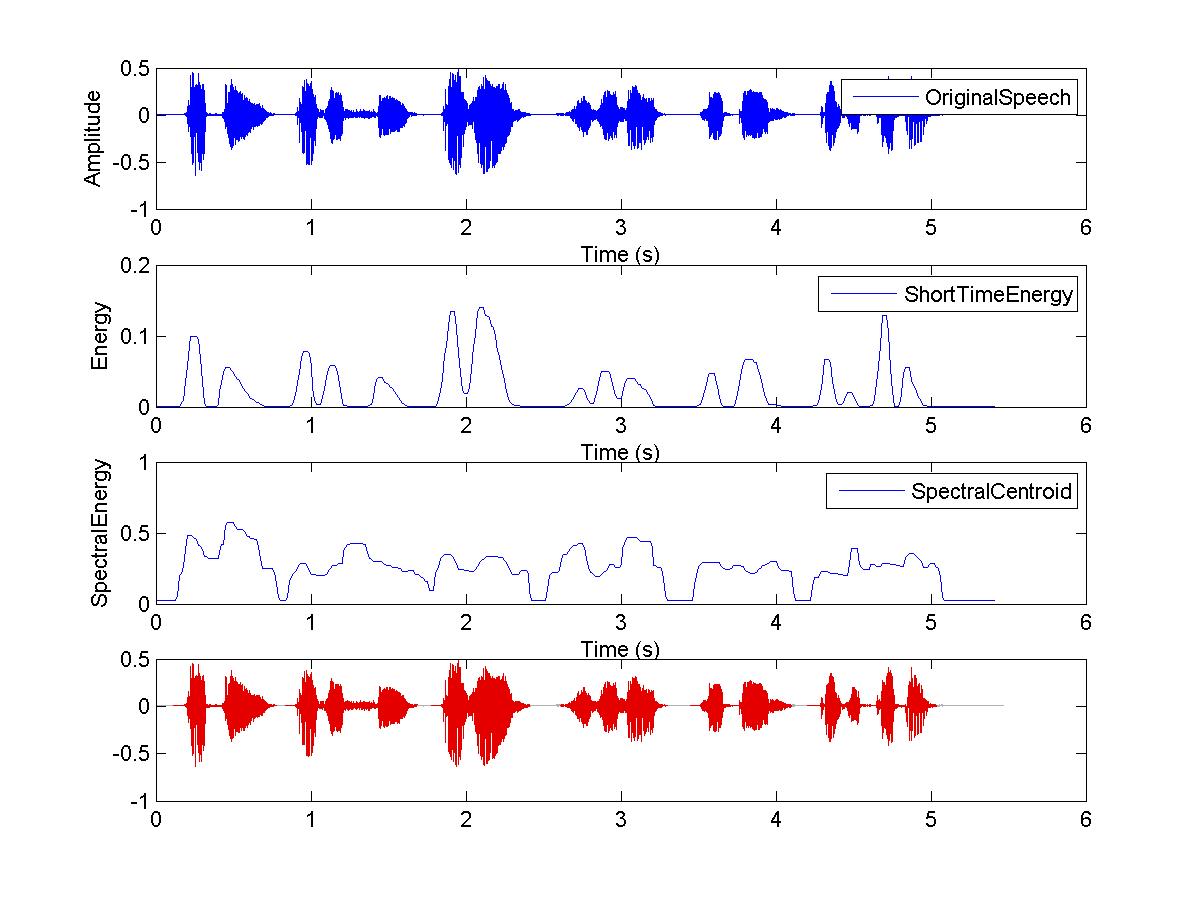 0.5
OriginalSpeech
0
Amplitude
-0.5
-1
0 1 2 3 4 5 6
Time (s)
0.2
ShortTimeEnergy
0.1
Energy
0
0 1 2 3 4 5 6
Time (s)
1
SpectralCentroid
0.5
SpectralEnergy
0
0 1 2 3 4 5 6
Time (s)
0.5
0
-0.5
-1
0 1 2 3 4 5 6